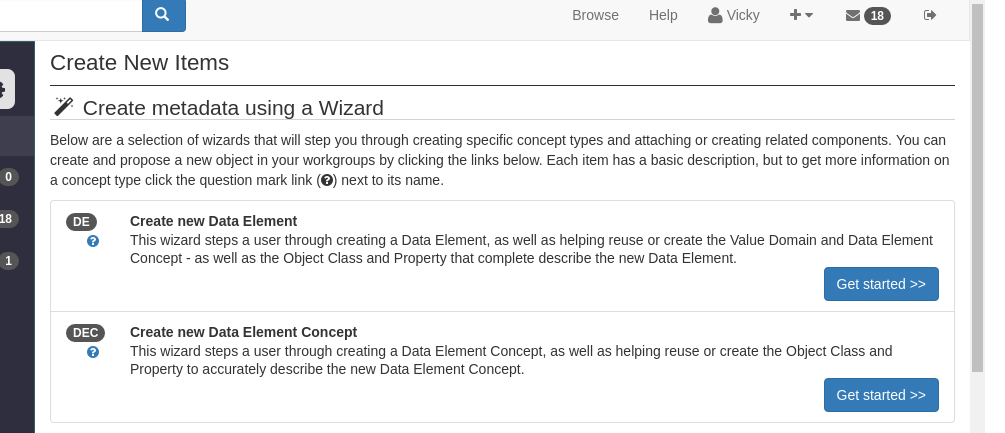 Browse Help Vicky 18
Create New Items
Create metadata using a Wizard
Below are a selection of wizards that will step you through creating specific concept types and attaching or creating related components. You can
create and propose a new object in your workgroups by clicking the links below. Each item has a basic description, but to get more information on
a concept type click the question mark link (?) next to its name.
0
18
1
DE Create new Data Element
? This wizard steps a user through creating a Data Element, as well as helping reuse or create the Value Domain and Data Element
Concept - as well as the Object Class and Property that complete describe the new Data Element.
Get started >>
DEC Create new Data Element Concept
? This wizard steps a user through creating a Data Element Concept, as well as helping reuse or create the Object Class and
Property to accurately describe the new Data Element Concept.
Get started >>